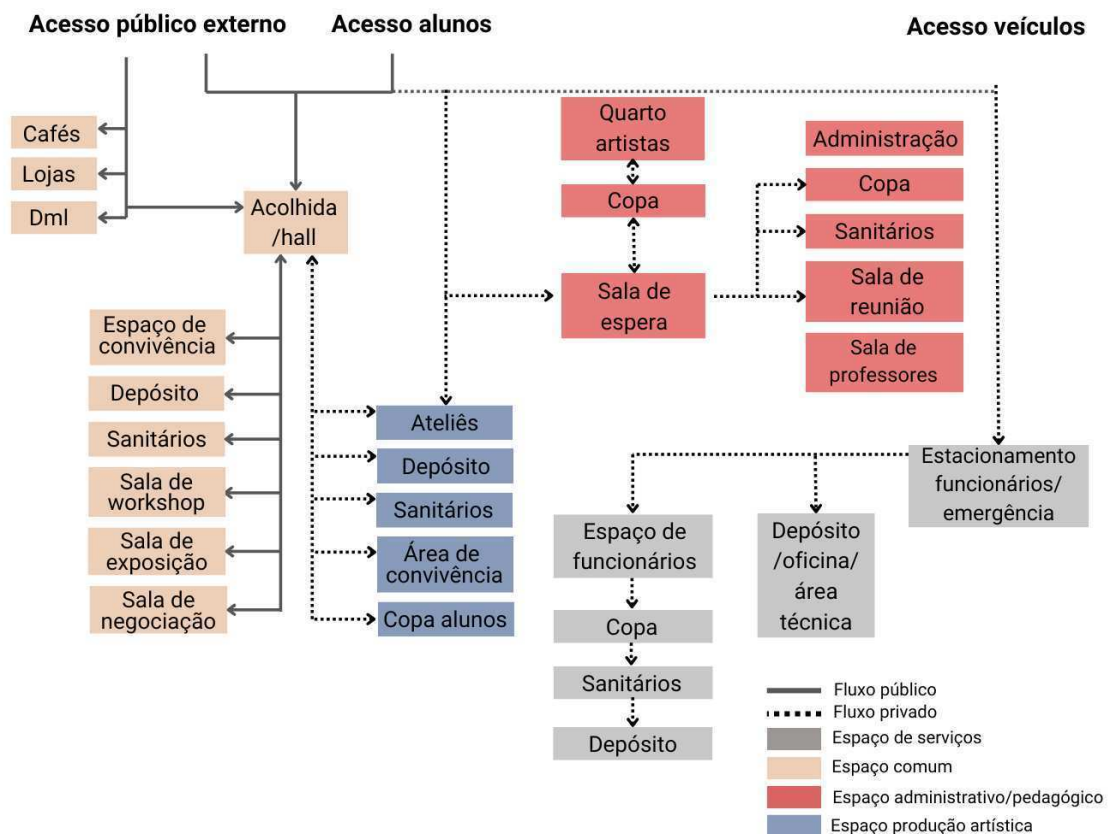 Acesso público externo
Acesso alunos
Acesso veículos
Cafés
Lojas
Dml
Acolhida
/hall
Quarto
artistas
Copa
Sala de
espera
Administração
Copa
Sanitários
Sala de
reunião
Sala de
professores
Espaço de
convivência
Depósito
Sanitários
Sala de
workshop
Sala de
exposição
Sala de
negociação
Ateliês
Depósito
Sanitários
Área de
convivência
Copa alunos
Estacionamento
funcionários/
emergência
Espaço de
funcionários
Copa
Sanitários
Depósito
Depósito
/oficina/
área
técnica
Fluxo público
Fluxo privado
Espaço de serviços
Espaço comum
Espaço administrativo/pedagógico
Espaço produção artística